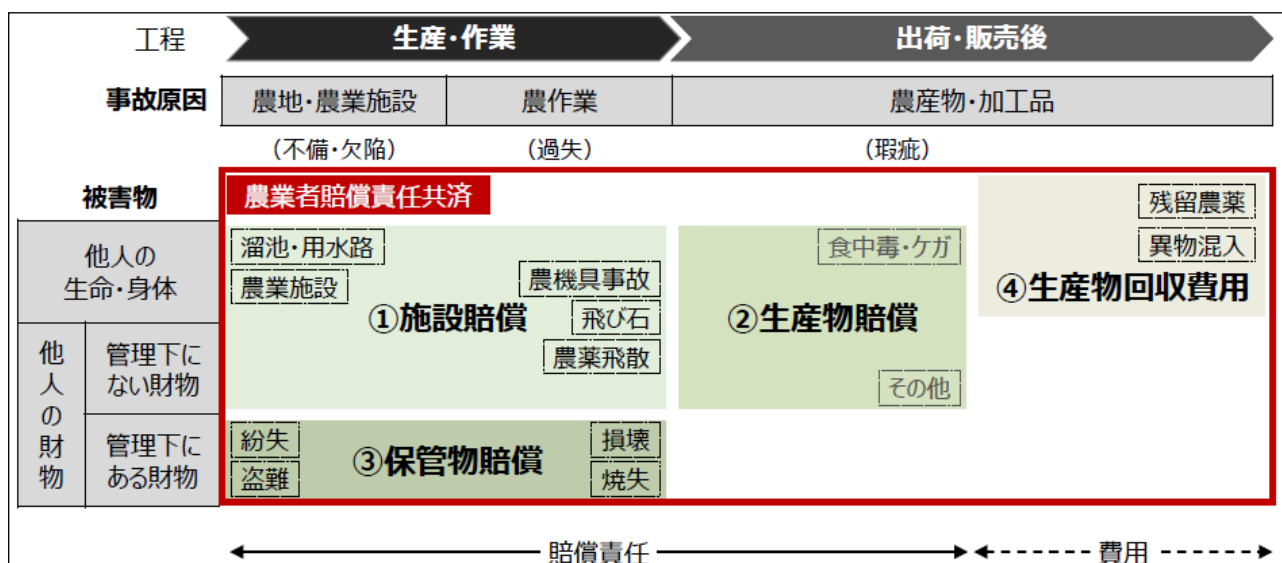 工程
生産・作業
出荷・販売後
事故原因
農地・農業施設
農作業
農産物・加工品
(不備・欠陥)
(過失)
(瑕疵)
被害物
農業者賠償責任共済
残留農薬
異物混入
④生産物回収費用
他人の
生命・身体
溜池・用水路
農業施設
農機具事故
①施設賠償
飛び石
農薬飛散
食中毒・ケガ
②生産物賠償
その他
他人の財物
管理下に
ない財物
管理下に
ある財物
紛失
盗難
③保管物賠償
損壊
焼失
賠償責任
費用